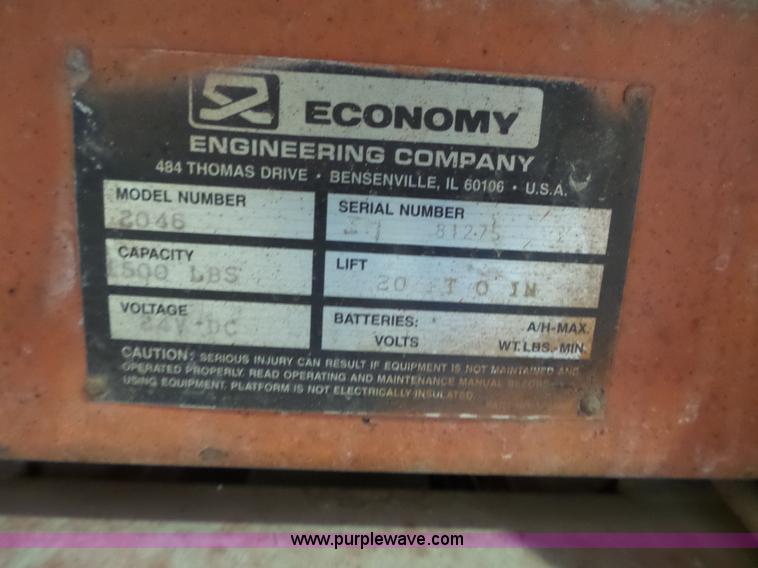 ECONOMY
ENGINEERING COMPANY
484 THOMAS DRIVE • BENSENVILLE, IL 60106 • U.S.A.
MODEL NUMBER
2046
SERIAL NUMBER
81275
CAPACITY
500 LBS
LIFT
20 FT 0 IN
VOLTAGE
24V-DC
BATTERIES:
A/H-MAX.
VOLTS
WT.LBS.-MIN.
CAUTION: SERIOUS INJURY CAN RESULT IF EQUIPMENT IS NOT MAINTAINED AND
OPERATED PROPERLY. READ OPERATING AND MAINTENANCE MANUAL BEFORE
USING EQUIPMENT. PLATFORM IS NOT ELECTRICALLY INSULATED.
www.purplewave.com